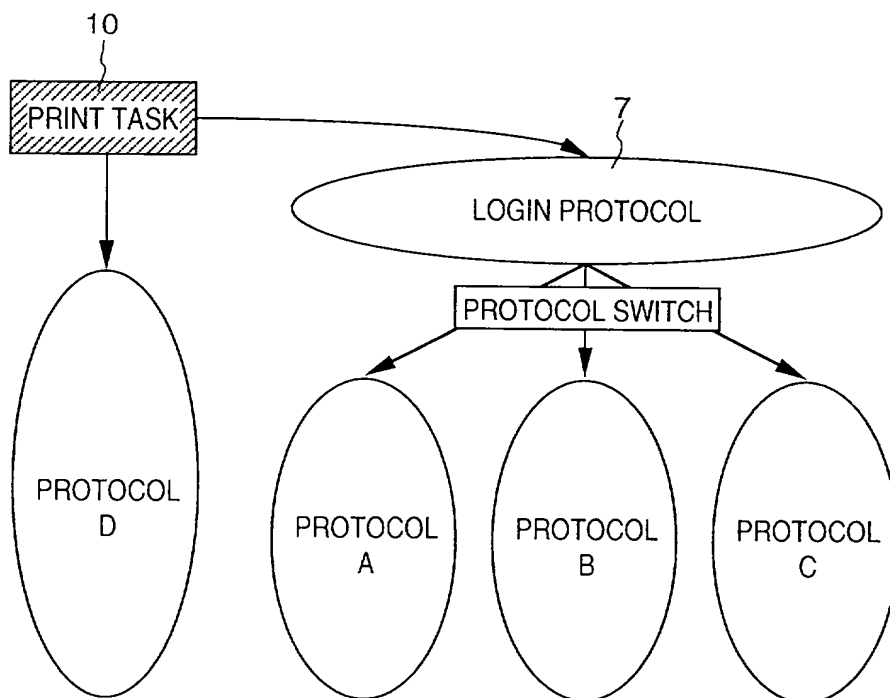 10
PRINT TASK
7
LOGIN PROTOCOL
PROTOCOL SWITCH
PROTOCOL
D
PROTOCOL
A
PROTOCOL
B
PROTOCOL
C